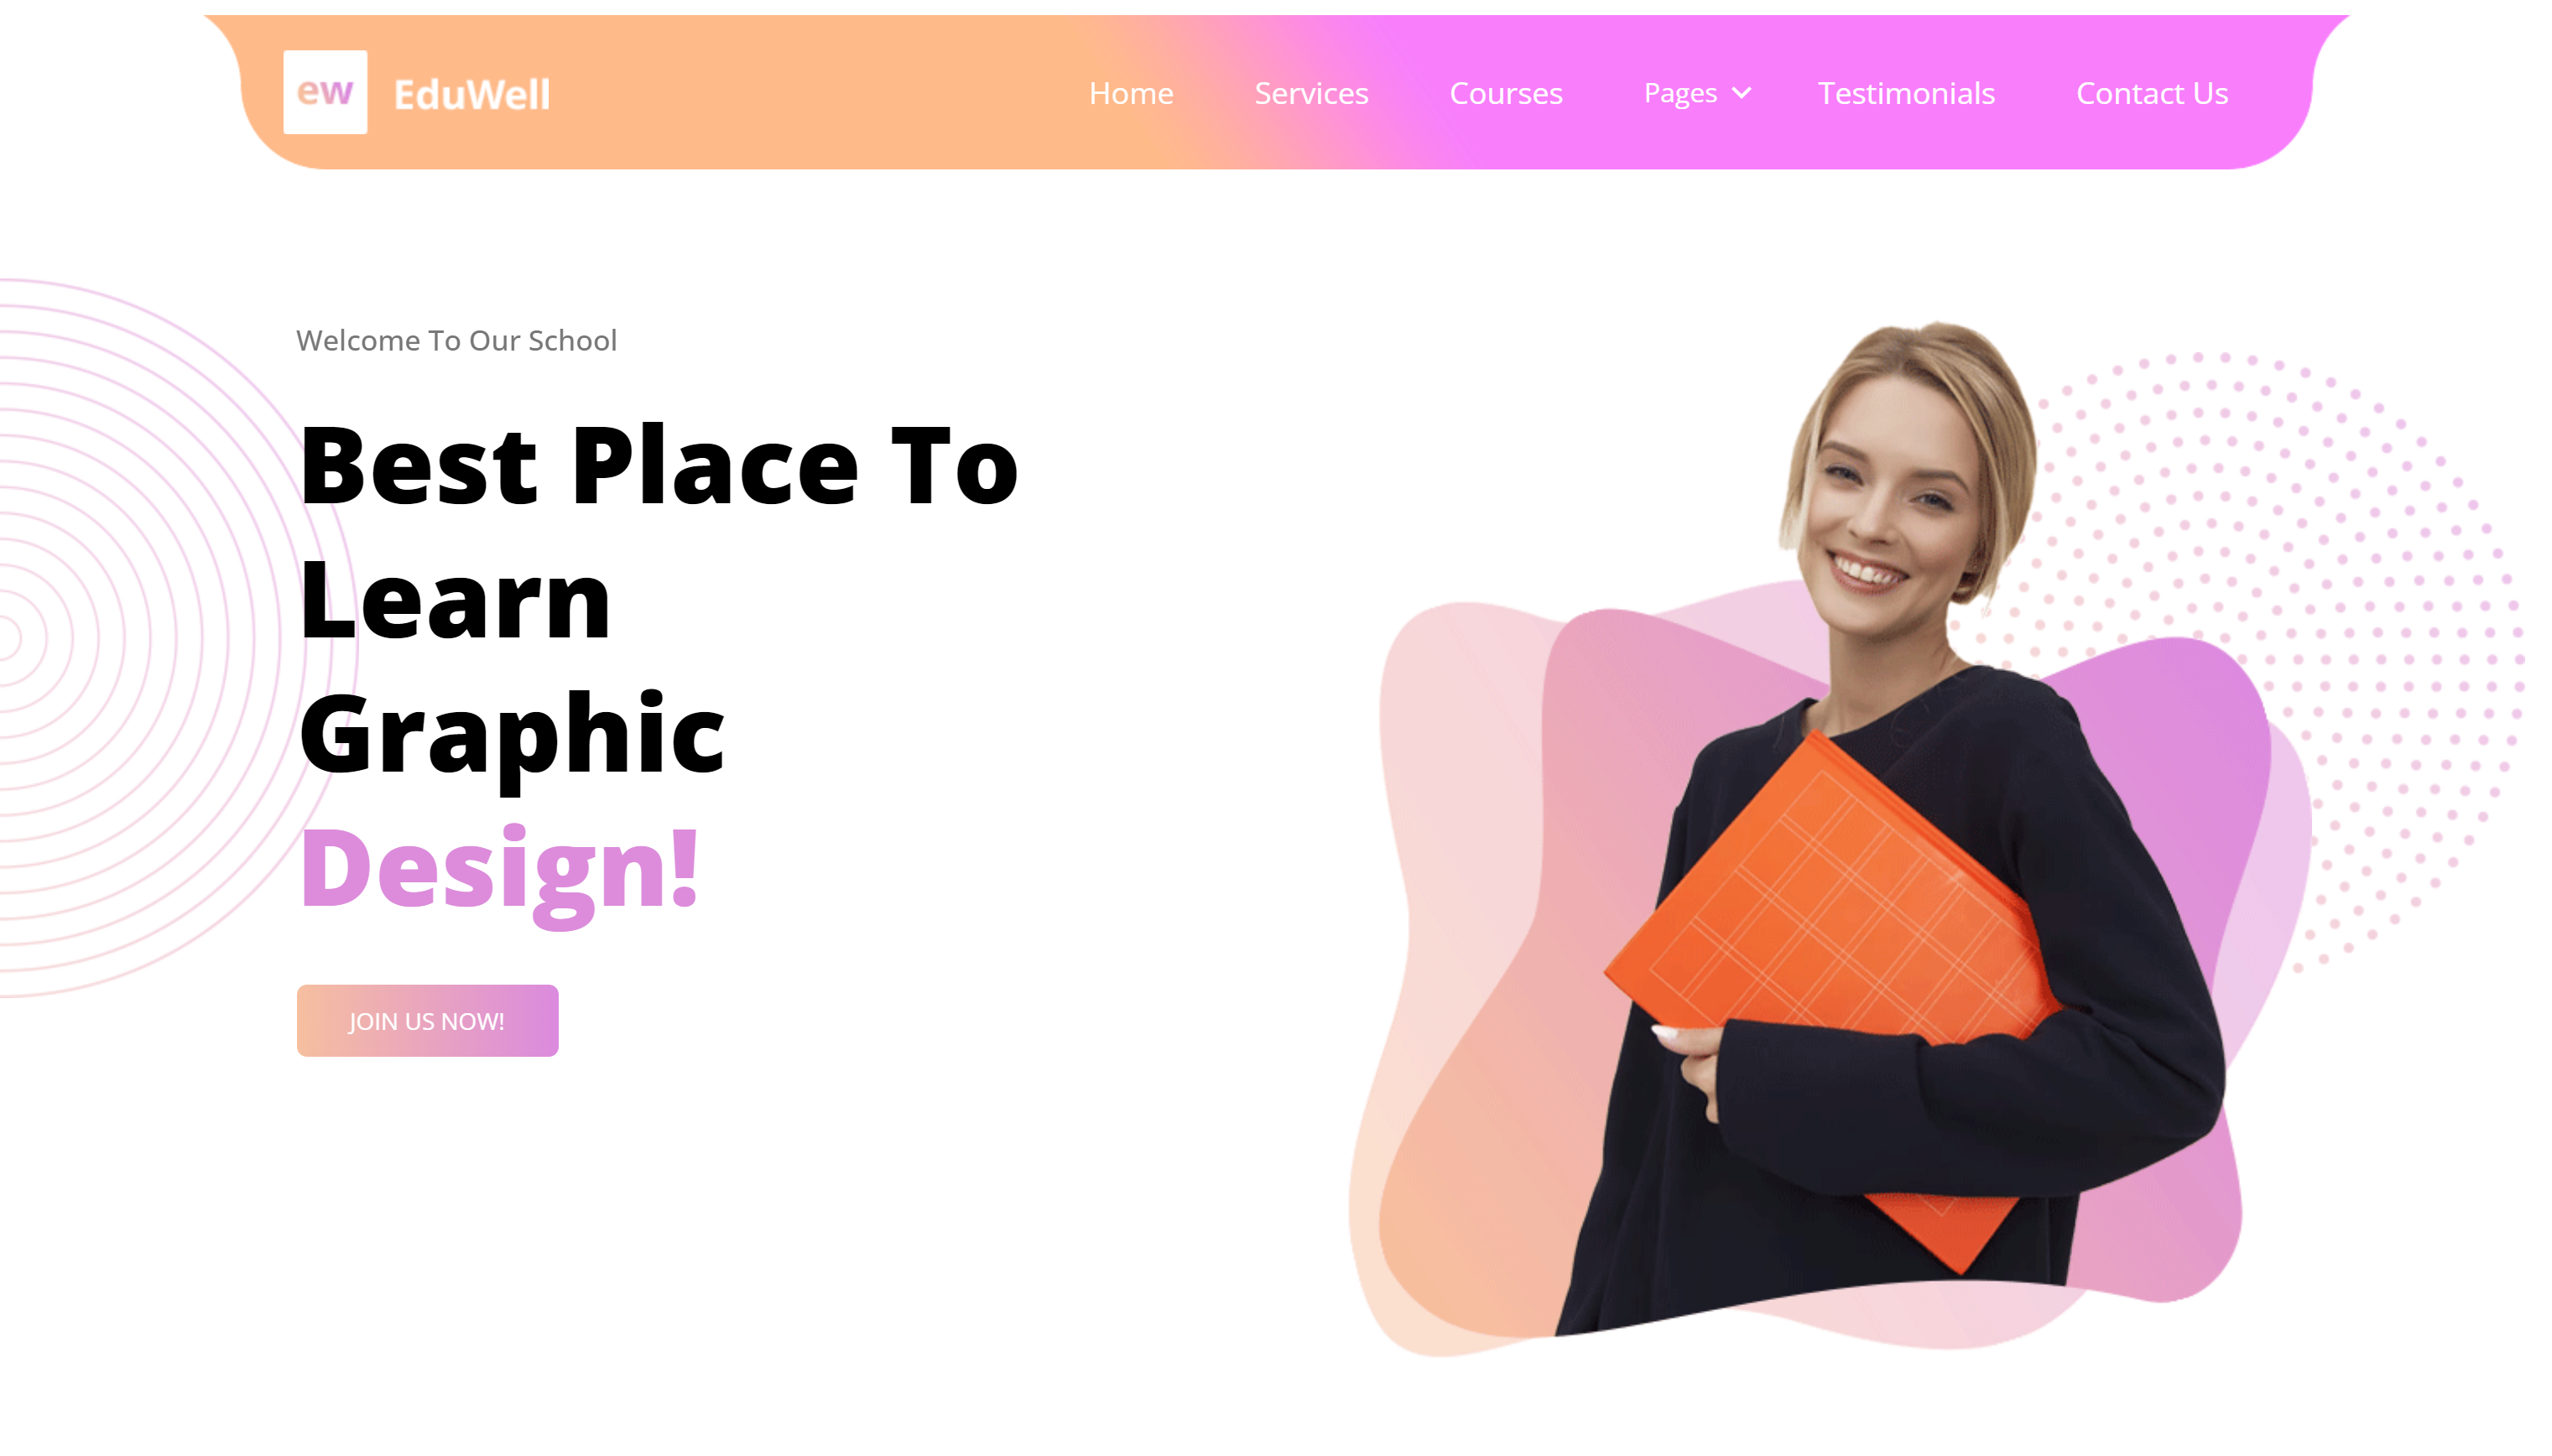 ew EduWell Home Services Courses Pages Testimonials Contact Us
Welcome To Our School
Best Place To
Learn
Graphic
Design!
JOIN US NOW!